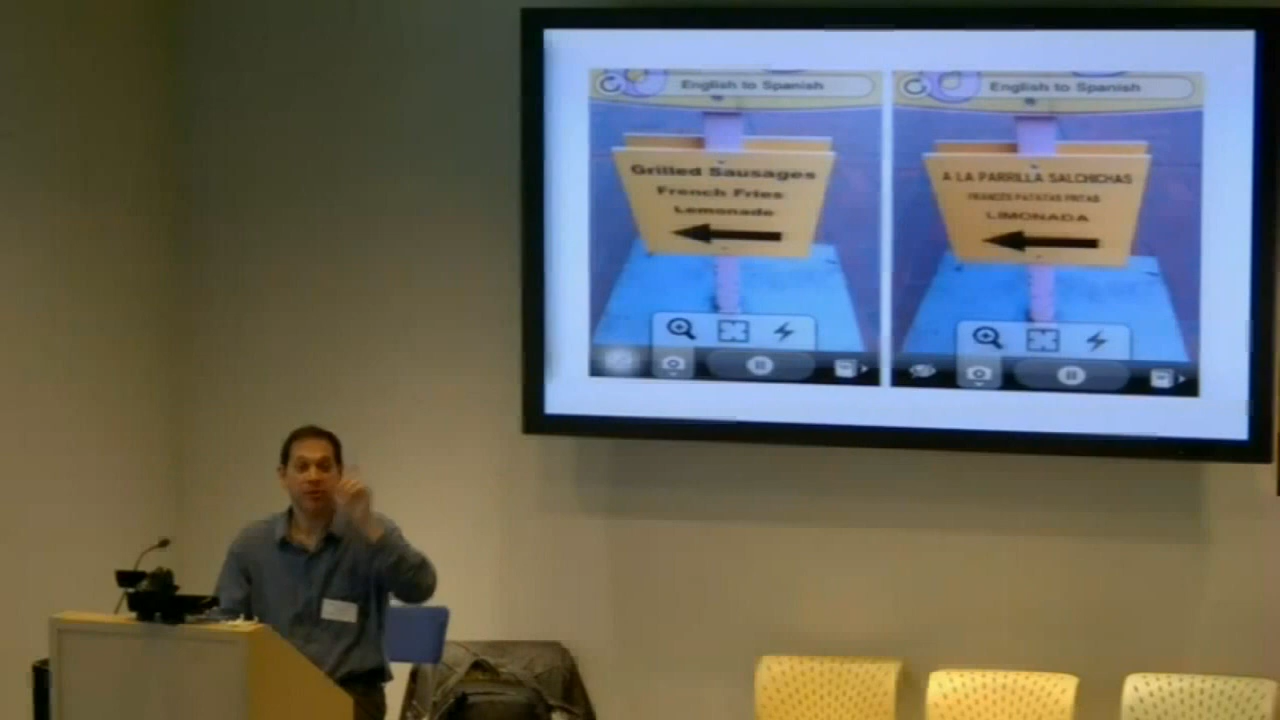 English to Spanish
Grilled Sausages
French Fries
Lemonade
English to Spanish
A LA PARRILLA SALCHICHAS
FRANCÉS PATATAS FRITAS
LIMONADA